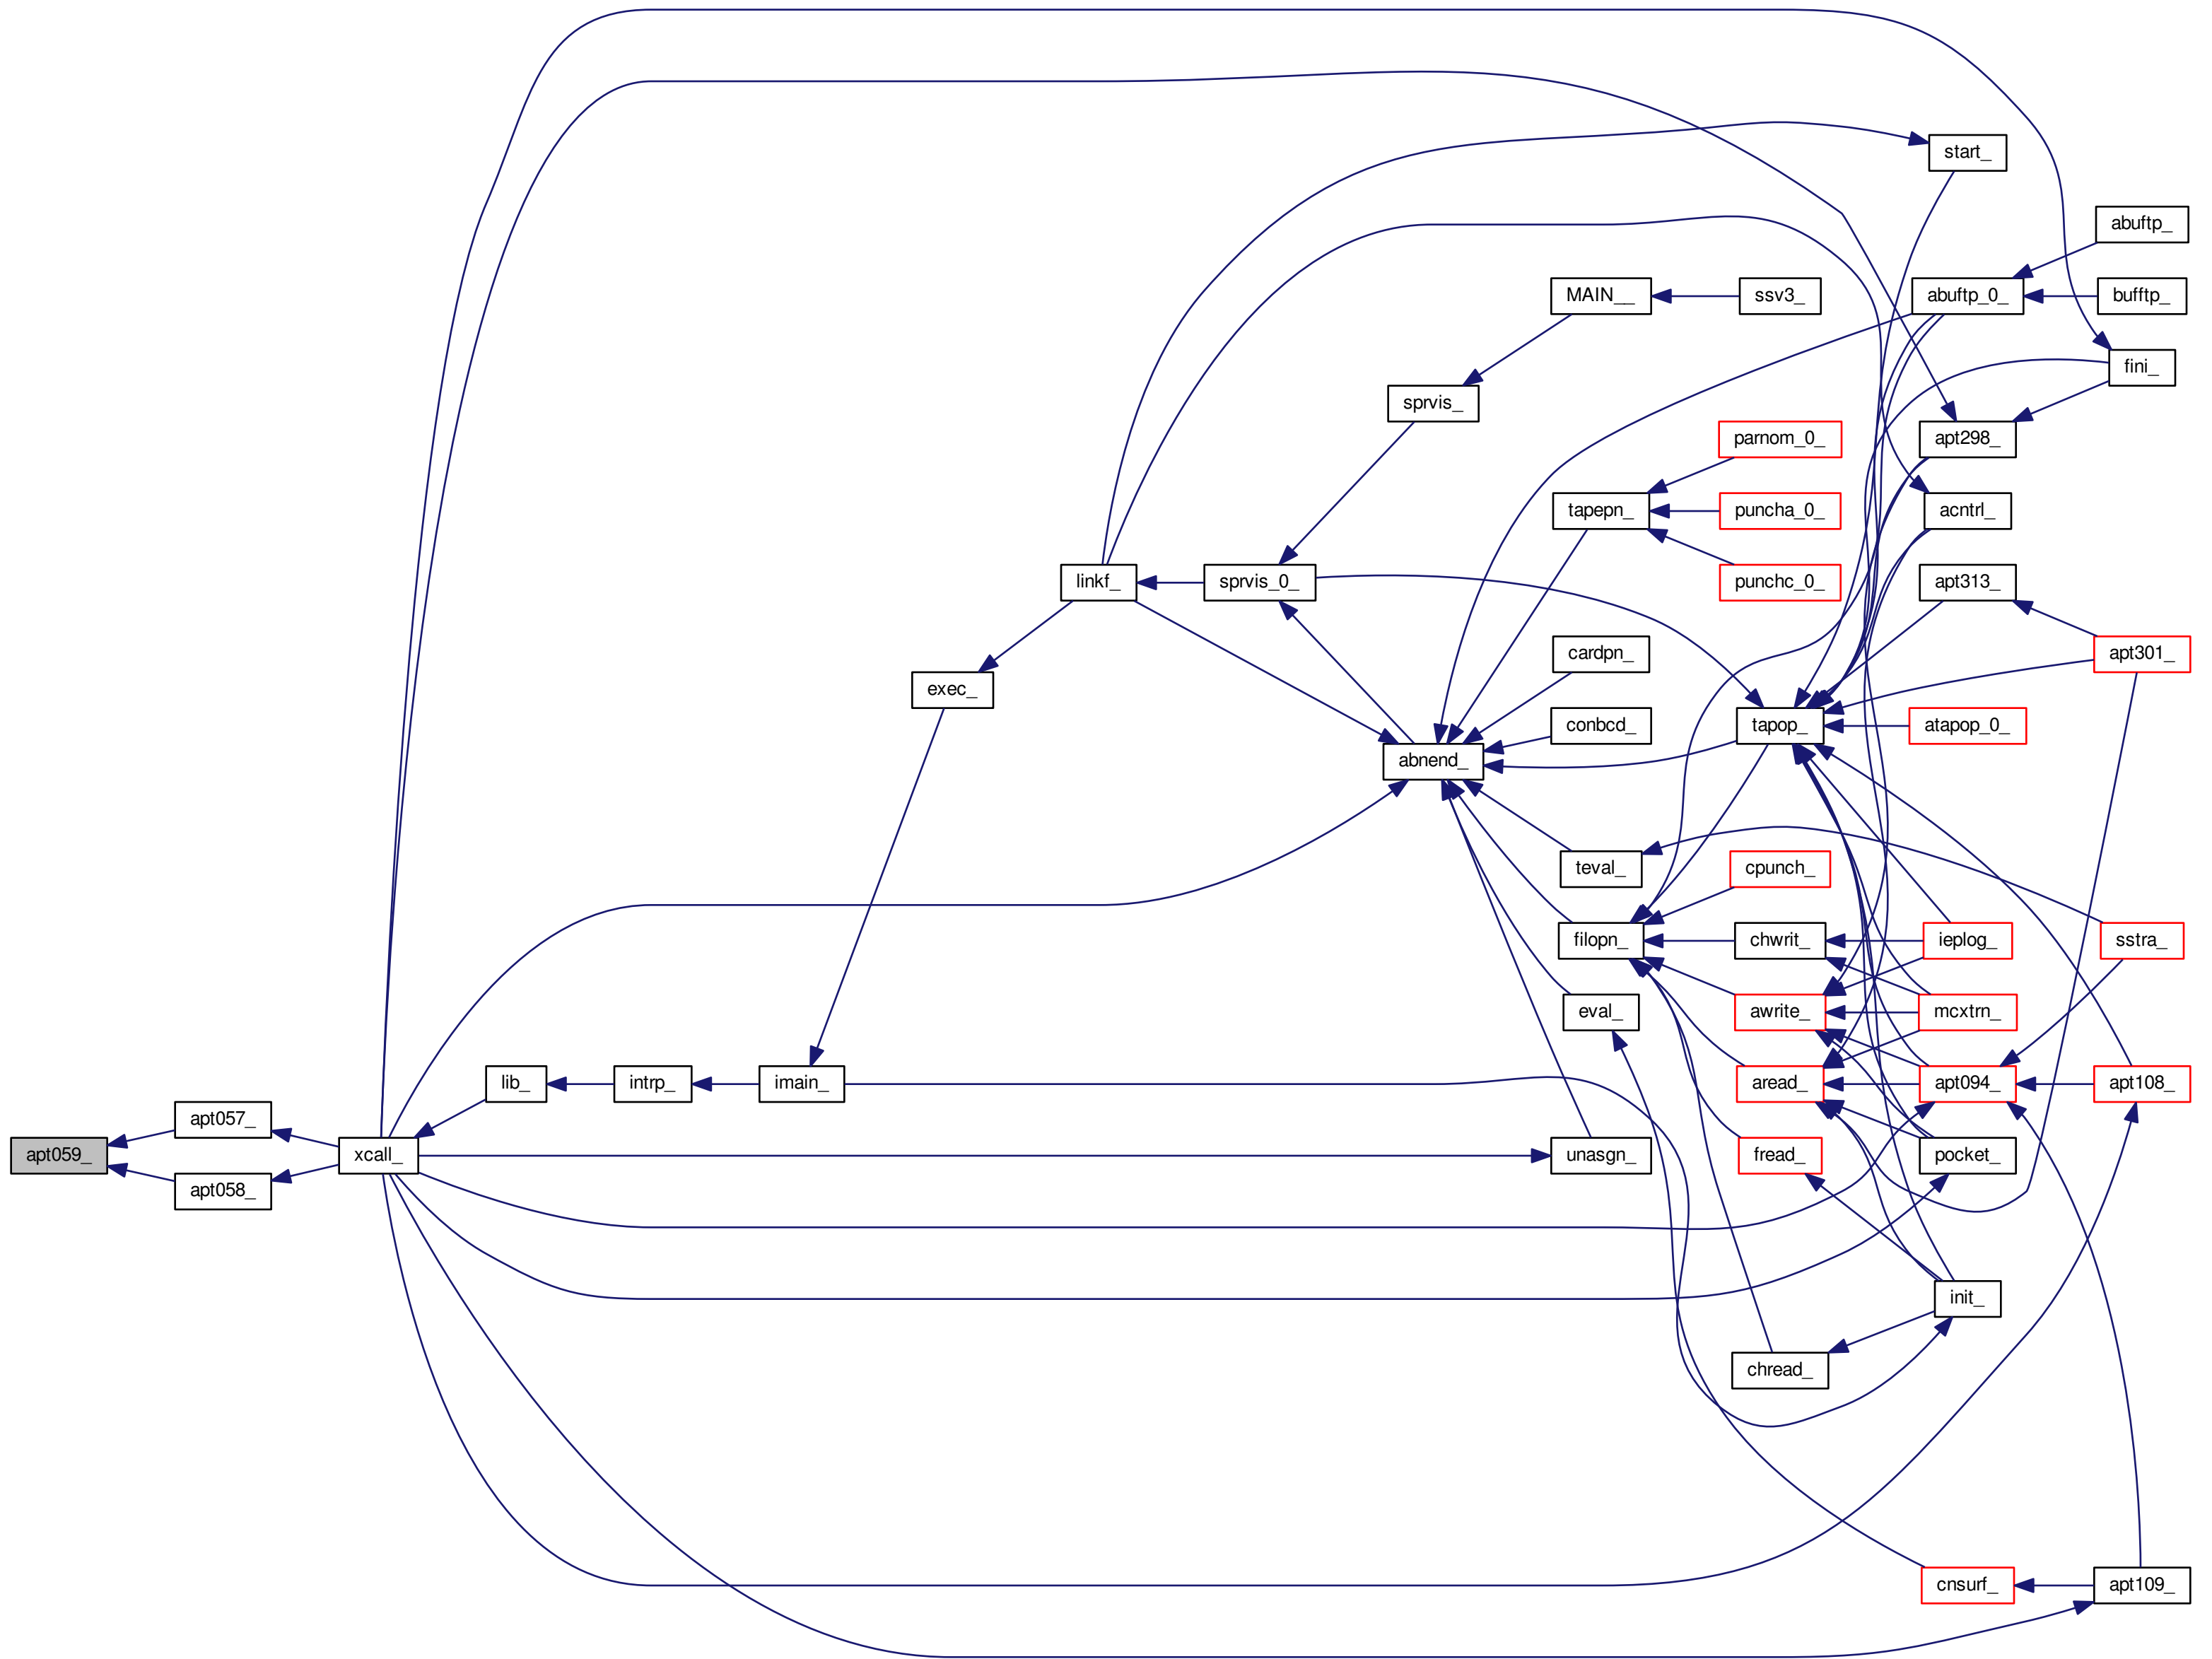 start_
abuftp_
MAIN__
ssv3_
abuftp_0_
bufftp_
fini_
sprvis_
parnom_0_
apt298_
tapepn_
puncha_0_
acntrl_
linkf_
sprvis_0_
punchc_0_
apt313_
cardpn_
apt301_
exec_
conbcd_
tapop_
atapop_0_
abnend_
teval_
cpunch_
filopn_
chwrit_
ieplog_
sstra_
eval_
awrite_
mcxtrn_
lib_
intrp_
imain_
aread_
apt094_
apt108_
apt057_
apt059_
xcall_
unasgn_
fread_
pocket_
apt058_
init_
chread_
cnsurf_
apt109_